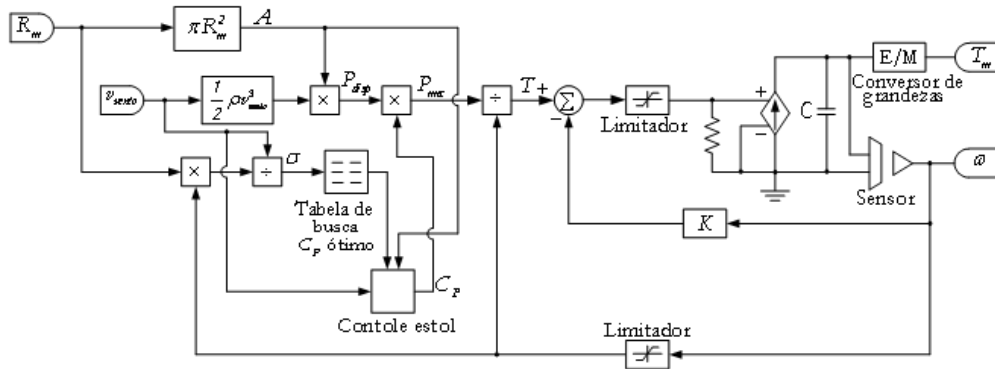 R_m
πR_m^2
A
E/M
T_m
Conversor de
grandezas
v_vento
1/2 ρv_vento^3
×
P_disp
×
P_max
÷
T
+
Σ
−
Limitador
+
−
C
×
÷
σ
Tabela de
busca
C_P ótimo
Sensor
ω
K
C_P
Contole estol
Limitador